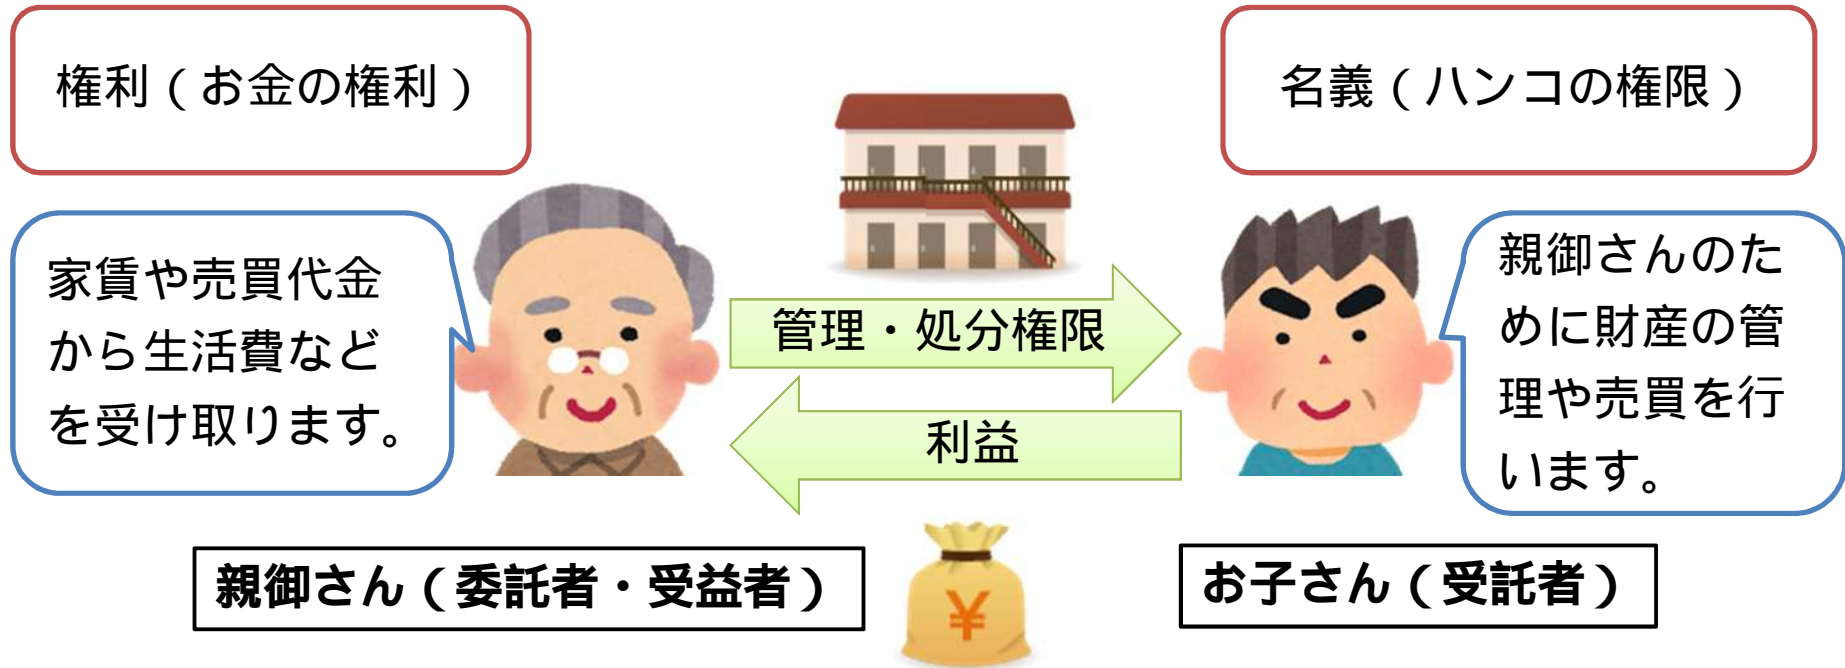 権利（お金の権利）
名義（ハンコの権限）
家賃や売買代金
から生活費など
を受け取ります。
管理・処分権限
利益
親御さんのた
めに財産の管
理や売買を行
います。
親御さん（委託者・受益者）
¥
お子さん（受託者）